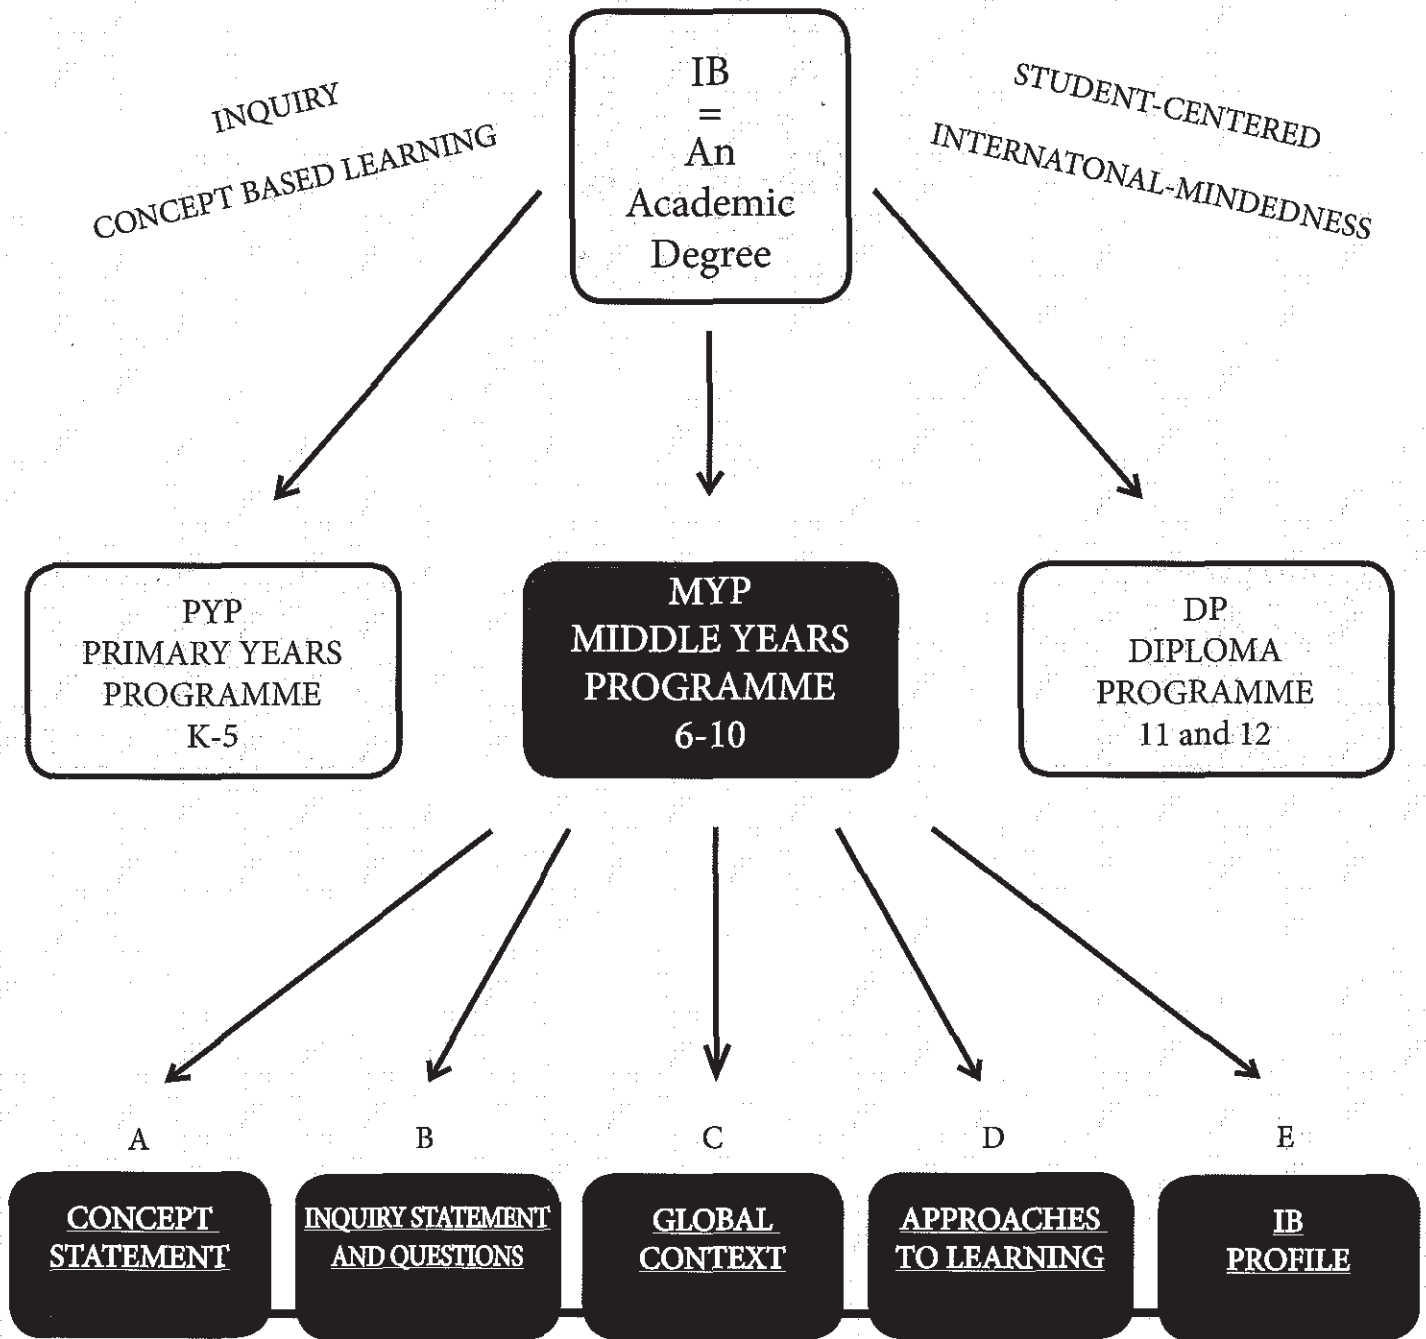 IB
=
An
Academic
Degree
INQUIRY
CONCEPT BASED LEARNING
STUDENT-CENTERED
INTERNATONAL-MINDEDNESS
PYP
PRIMARY YEARS
PROGRAMME
K-5
MYP
MIDDLE YEARS
PROGRAMME
6-10
DP
DIPLOMA
PROGRAMME
11 and 12
A
CONCEPT
STATEMENT
B
INQUIRY STATEMENT
AND QUESTIONS
C
GLOBAL
CONTEXT
D
APPROACHES
TO LEARNING
E
IB
PROFILE